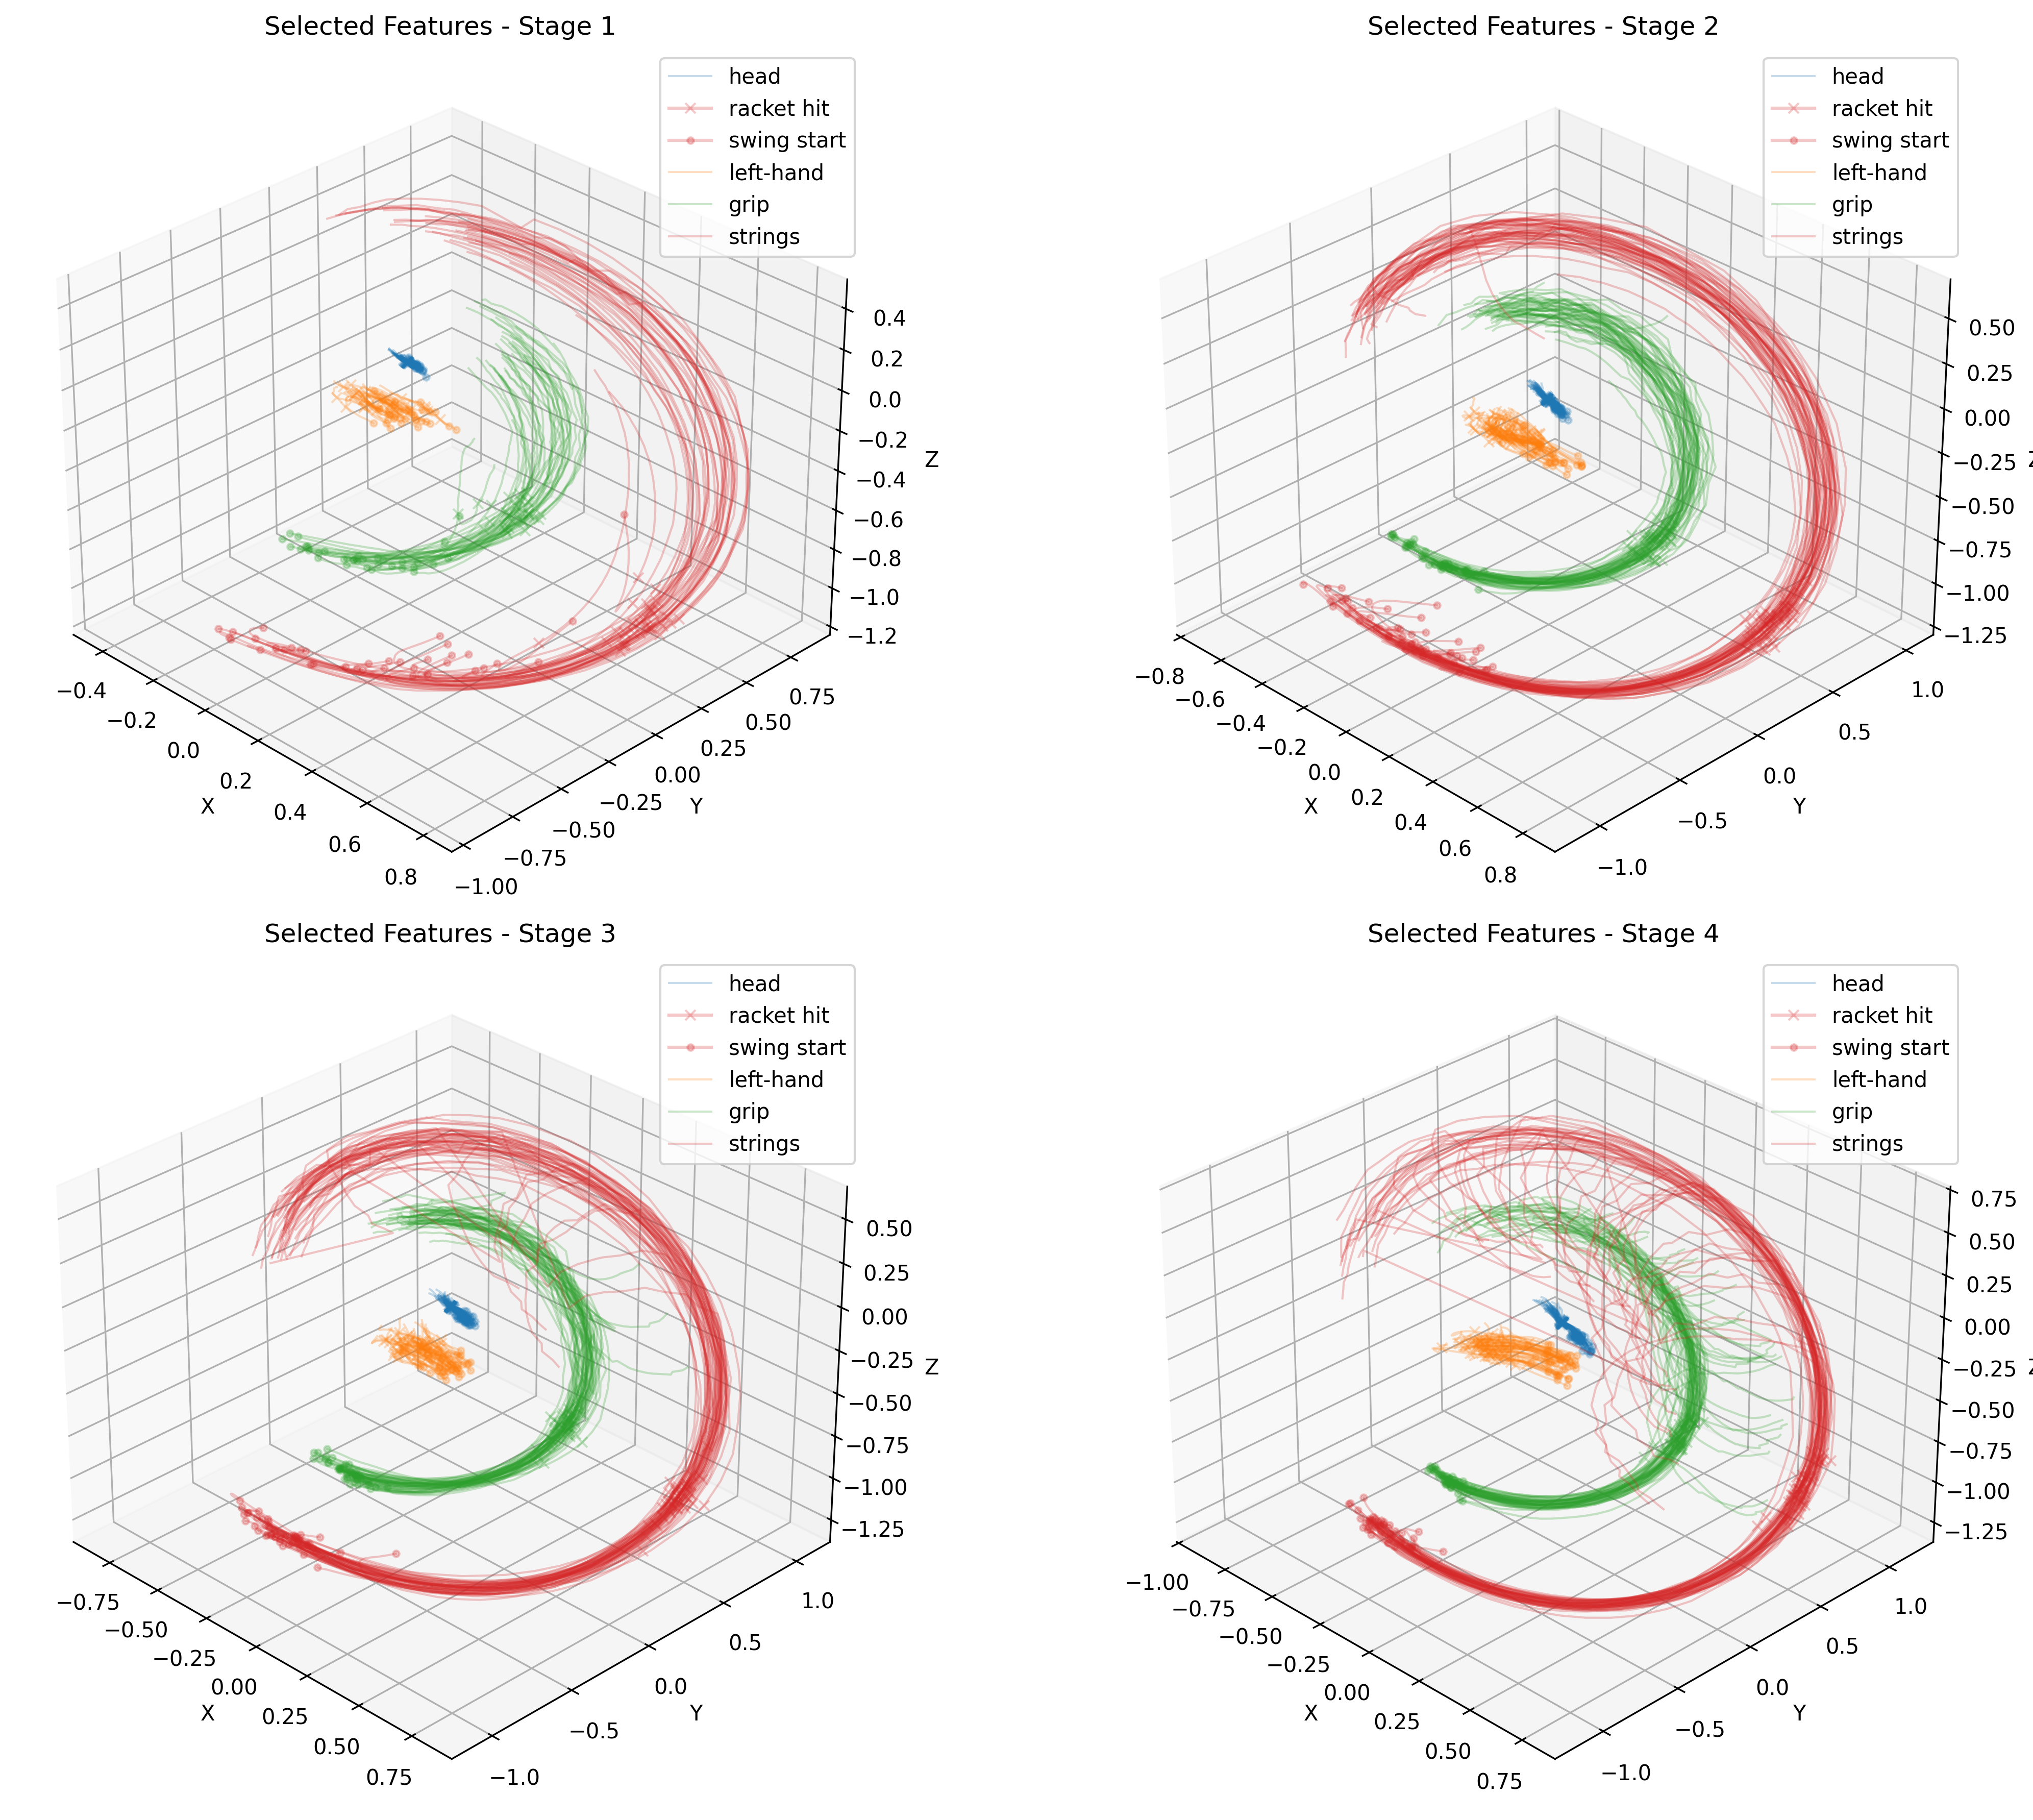 Selected Features - Stage 1
head
racket hit
swing start
left-hand
grip
strings
0.4
0.2
0.0
−0.2
−0.4
−0.6
−0.8
−1.0
−1.2
Z
−0.4
−0.2
0.0
0.2
0.4
0.6
0.8
X
−1.00
−0.75
−0.50
−0.25
0.00
0.25
0.50
0.75
Y
Selected Features - Stage 2
head
racket hit
swing start
left-hand
grip
strings
0.50
0.25
0.00
−0.25
−0.50
−0.75
−1.00
−1.25
−0.8
−0.6
−0.4
−0.2
0.0
0.2
0.4
0.6
0.8
X
−1.0
−0.5
0.0
0.5
1.0
Y
Selected Features - Stage 3
head
racket hit
swing start
left-hand
grip
strings
0.50
0.25
0.00
−0.25
−0.50
−0.75
−1.00
−1.25
Z
−0.75
−0.50
−0.25
0.00
0.25
0.50
0.75
X
−1.0
−0.5
0.0
0.5
1.0
Y
Selected Features - Stage 4
head
racket hit
swing start
left-hand
grip
strings
0.75
0.50
0.25
0.00
−0.25
−0.50
−0.75
−1.00
−1.25
−1.00
−0.75
−0.50
−0.25
0.00
0.25
0.50
0.75
X
−1.0
−0.5
0.0
0.5
1.0
Y